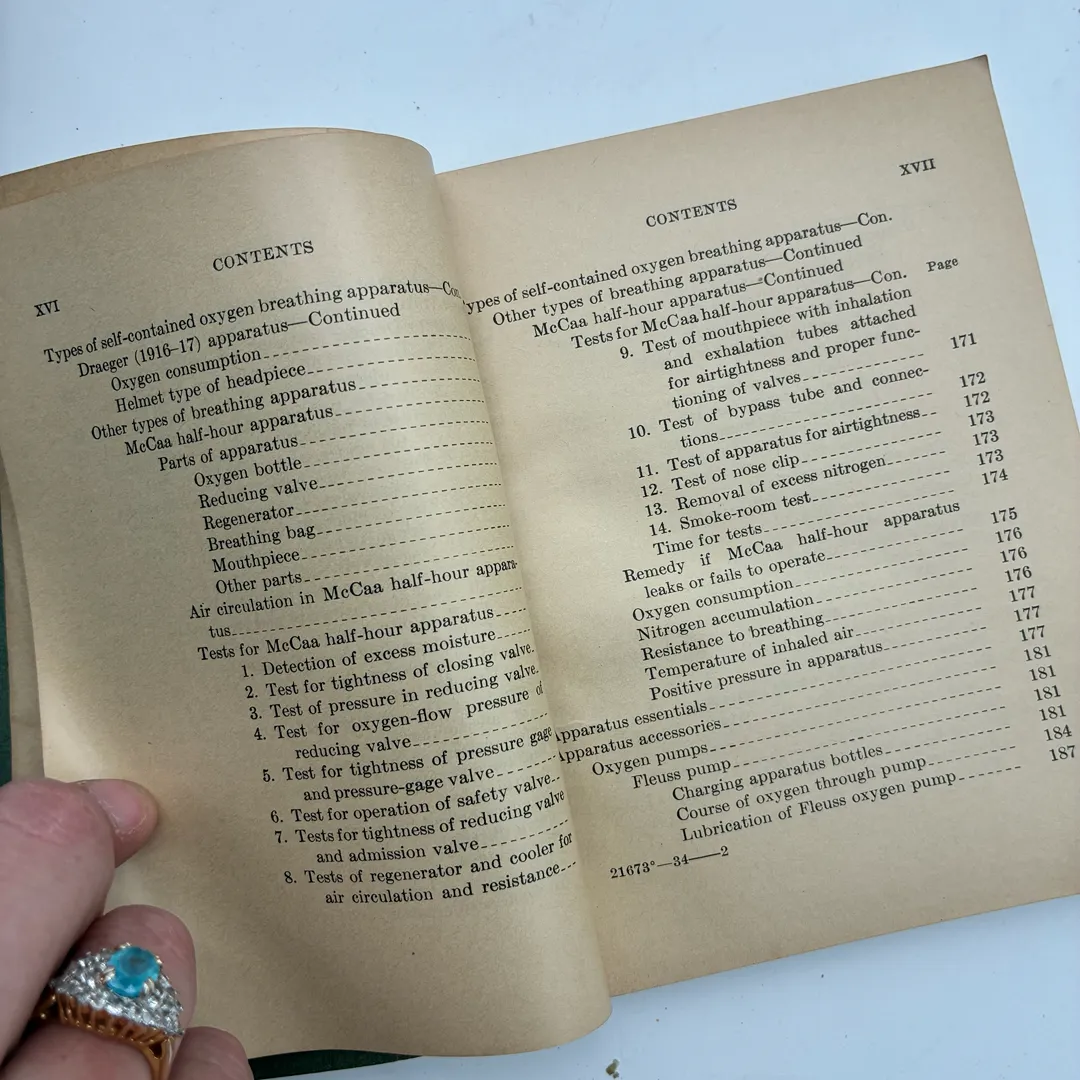 XVI
CONTENTS
Types of self-contained oxygen breathing apparatus—Con.
Draeger (1916–17) apparatus—Continued
Oxygen consumption
Helmet type of headpiece
Other types of breathing apparatus
McCaa half-hour apparatus
Parts of apparatus
Oxygen bottle
Reducing valve
Regenerator
Breathing bag
Mouthpiece
Other parts
Air circulation in McCaa half-hour appara-
tus
Tests for McCaa half-hour apparatus
1. Detection of excess moisture
2. Test for tightness of closing valve
3. Test of pressure in reducing valve
4. Test for oxygen-flow pressure of
reducing valve
5. Test for tightness of pressure gage
and pressure-gage valve
6. Test for operation of safety valve
7. Tests for tightness of reducing valve
and admission valve
8. Tests of regenerator and cooler for
air circulation and resistance
XVII
CONTENTS
Types of self-contained oxygen breathing apparatus—Con.
Other types of breathing apparatus—Continued
McCaa half-hour apparatus—Continued
Tests for McCaa half-hour apparatus—Con. Page
9. Test of mouthpiece with inhalation
and exhalation tubes attached
for airtightness and proper func-
tioning of valves 171
10. Test of bypass tube and connec-
tions 172
11. Test of apparatus for airtightness 172
12. Test of nose clip 173
13. Removal of excess nitrogen 173
14. Smoke-room test 173
Time for tests 174
Remedy if McCaa half-hour apparatus
leaks or fails to operate 175
Oxygen consumption 176
Nitrogen accumulation 176
Resistance to breathing 176
Temperature of inhaled air 177
Positive pressure in apparatus 177
Apparatus essentials 177
Apparatus accessories 181
Oxygen pumps 181
Fleuss pump 181
Charging apparatus bottles 181
Course of oxygen through pump 184
Lubrication of Fleuss oxygen pump 187
21673°—34——2